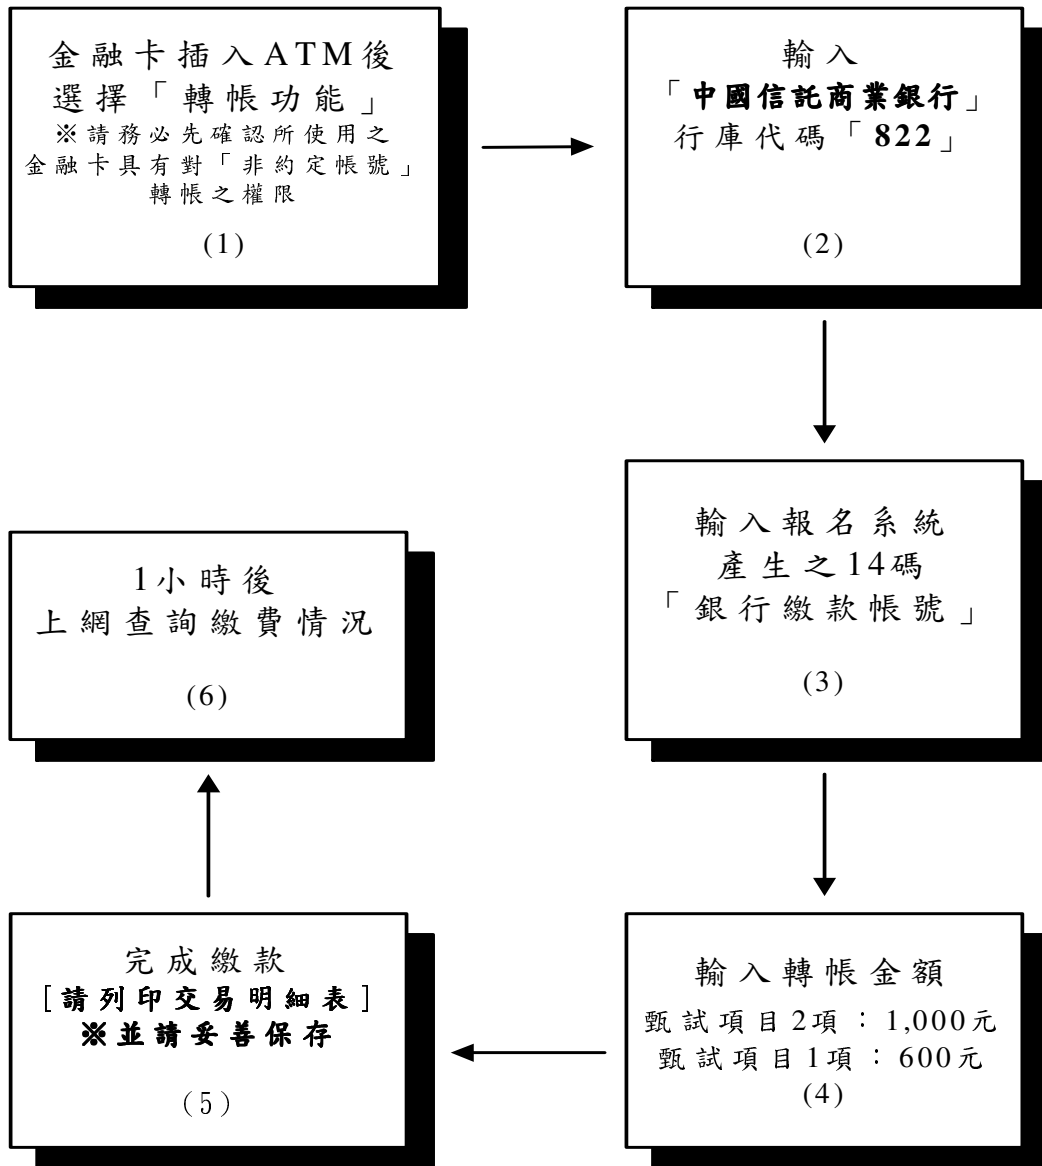 金融卡插入ATM後
選擇「轉帳功能」
※請務必先確認所使用之
金融卡具有對「非約定帳號」
轉帳之權限
(1)
輸入
「中國信託商業銀行」
行庫代碼「822」
(2)
輸入報名系統
產生之14碼
「銀行繳款帳號」
(3)
輸入轉帳金額
甄試項目2項：1,000元
甄試項目1項：600元
(4)
完成繳款
[請列印交易明細表]
※並請妥善保存
(5)
1小時後
上網查詢繳費情況
(6)